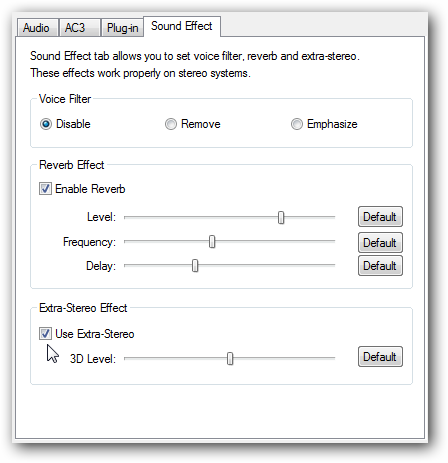 Audio AC3 Plug-in Sound Effect
Sound Effect tab allows you to set voice filter, reverb and extra-stereo.
These effects work properly on stereo systems.
Voice Filter
Disable Remove Emphasize
Reverb Effect
Enable Reverb
Level: Default
Frequency: Default
Delay: Default
Extra-Stereo Effect
Use Extra-Stereo
3D Level: Default